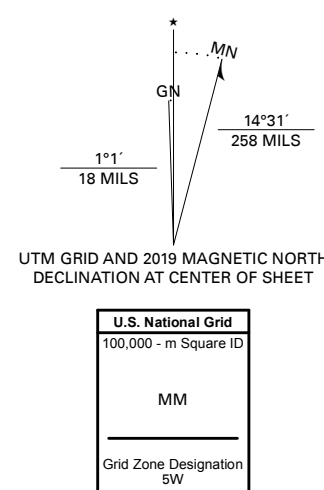 ★
MN
GN
14°31´
258 MILS
1°1´
18 MILS
UTM GRID AND 2019 MAGNETIC NORTH
DECLINATION AT CENTER OF SHEET
U.S. National Grid
100,000 - m Square ID
MM
Grid Zone Designation
5W